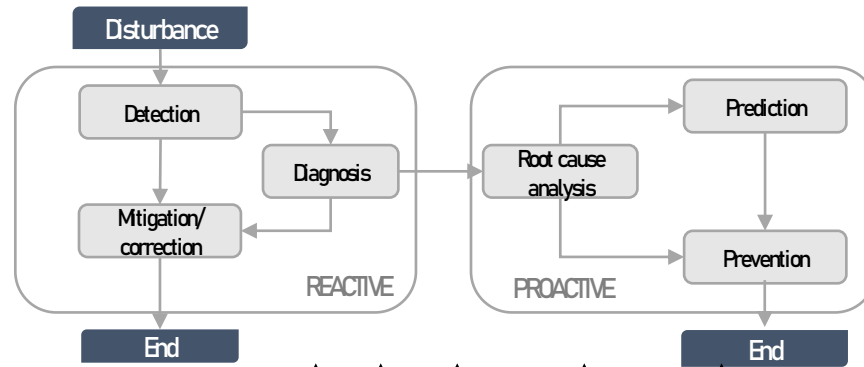 Disturbance
Detection
Diagnosis
Mitigation/
correction
REACTIVE
End
Root cause
analysis
Prediction
Prevention
PROACTIVE
End